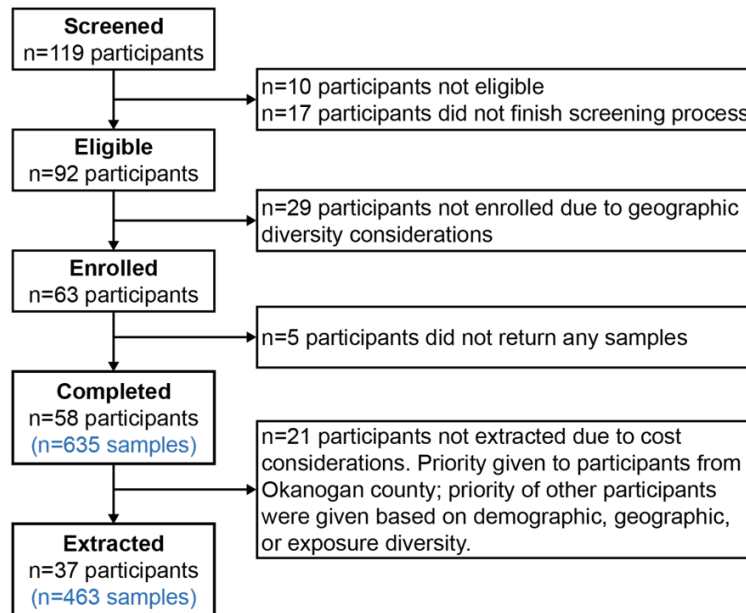 Screened
n=119 participants
n=10 participants not eligible
n=17 participants did not finish screening process
Eligible
n=92 participants
n=29 participants not enrolled due to geographic
diversity considerations
Enrolled
n=63 participants
n=5 participants did not return any samples
Completed
n=58 participants
(n=635 samples)
n=21 participants not extracted due to cost
considerations. Priority given to participants from
Okanogan county; priority of other participants
were given based on demographic, geographic,
or exposure diversity.
Extracted
n=37 participants
(n=463 samples)